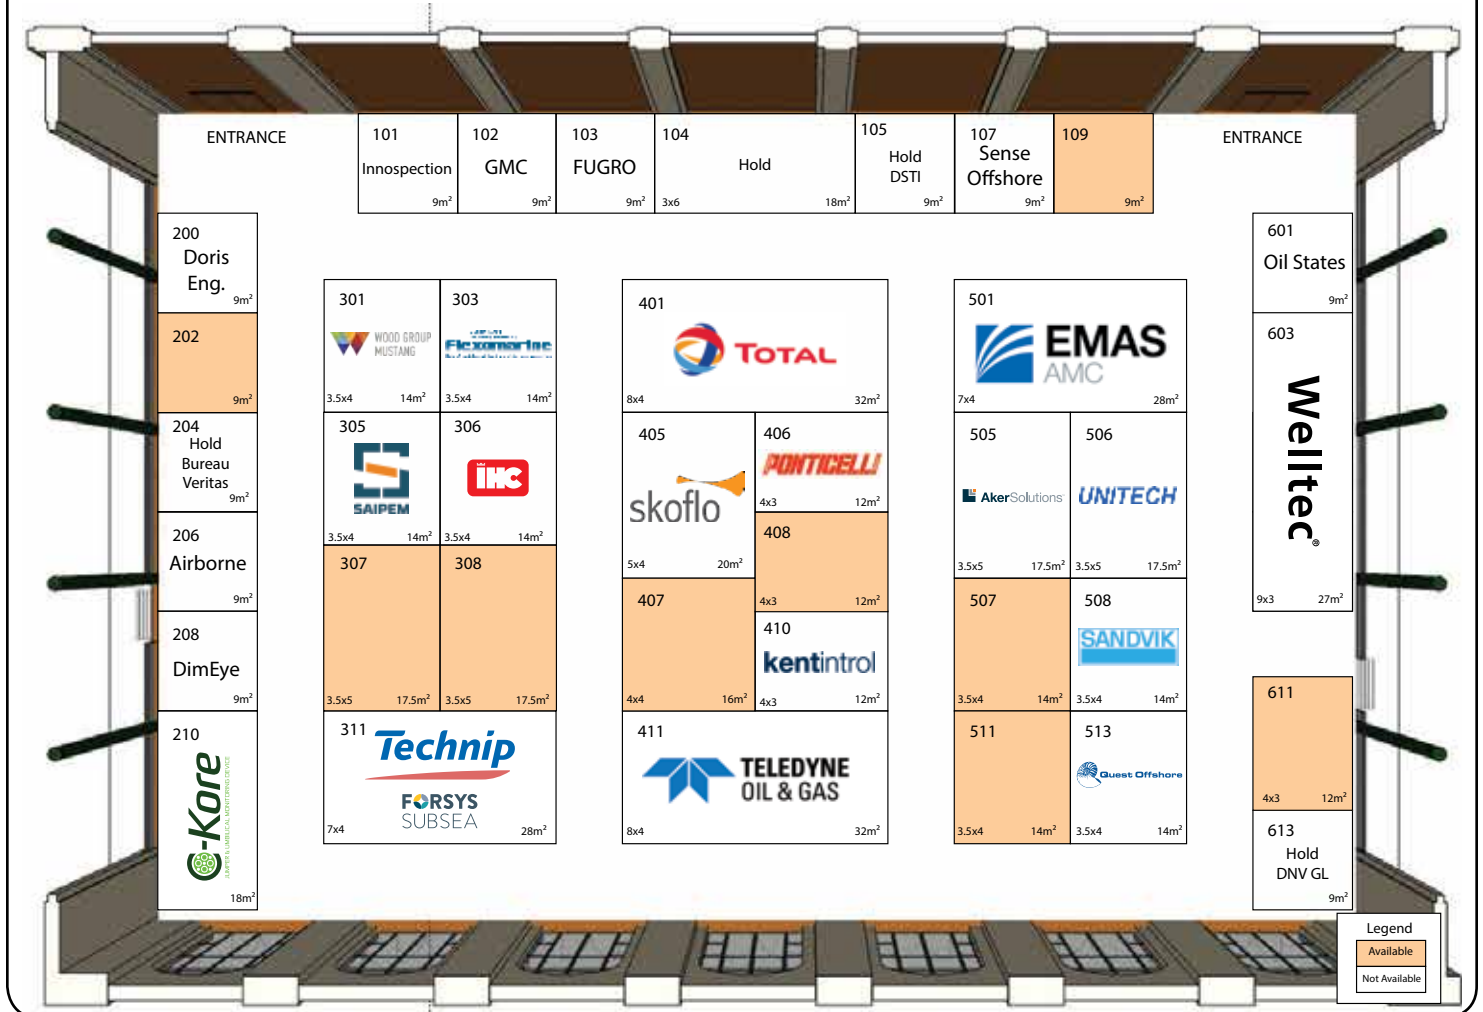 ENTRANCE
101
Innospection
9m²
102
GMC
9m²
103
FUGRO
9m²
104
Hold
3x6 18m²
105
Hold
DSTI
9m²
107
Sense
Offshore
9m²
109
9m²
ENTRANCE
200
Doris
Eng.
9m²
202
9m²
204
Hold
Bureau
Veritas
9m²
206
Airborne
9m²
208
DimEye
9m²
210
C-Kore
JUMPER & UMBILICAL MONITORING DEVICE
18m²
301
WOOD GROUP
MUSTANG
3.5x4 14m²
303
Flexomarine
3.5x4 14m²
305
SAIPEM
3.5x4 14m²
306
IHC
3.5x4 14m²
307
3.5x5 17.5m²
308
3.5x5 17.5m²
311
Technip
FORSYS
SUBSEA
7x4 28m²
401
TOTAL
8x4 32m²
405
skoflo
5x4 20m²
406
PONTICELLI
4x3 12m²
408
4x3 12m²
407
4x4 16m²
410
kentintrol
4x3 12m²
411
TELEDYNE
OIL & GAS
8x4 32m²
501
EMAS
AMC
7x4 28m²
505
AkerSolutions
3.5x5 17.5m²
506
UNITECH
3.5x5 17.5m²
507
3.5x4 14m²
508
SANDVIK
3.5x4 14m²
511
3.5x4 14m²
513
Quest Offshore
3.5x4 14m²
601
Oil States
9m²
603
Welltec®
9x3 27m²
611
4x3 12m²
613
Hold
DNV GL
9m²
Legend
Available
Not Available